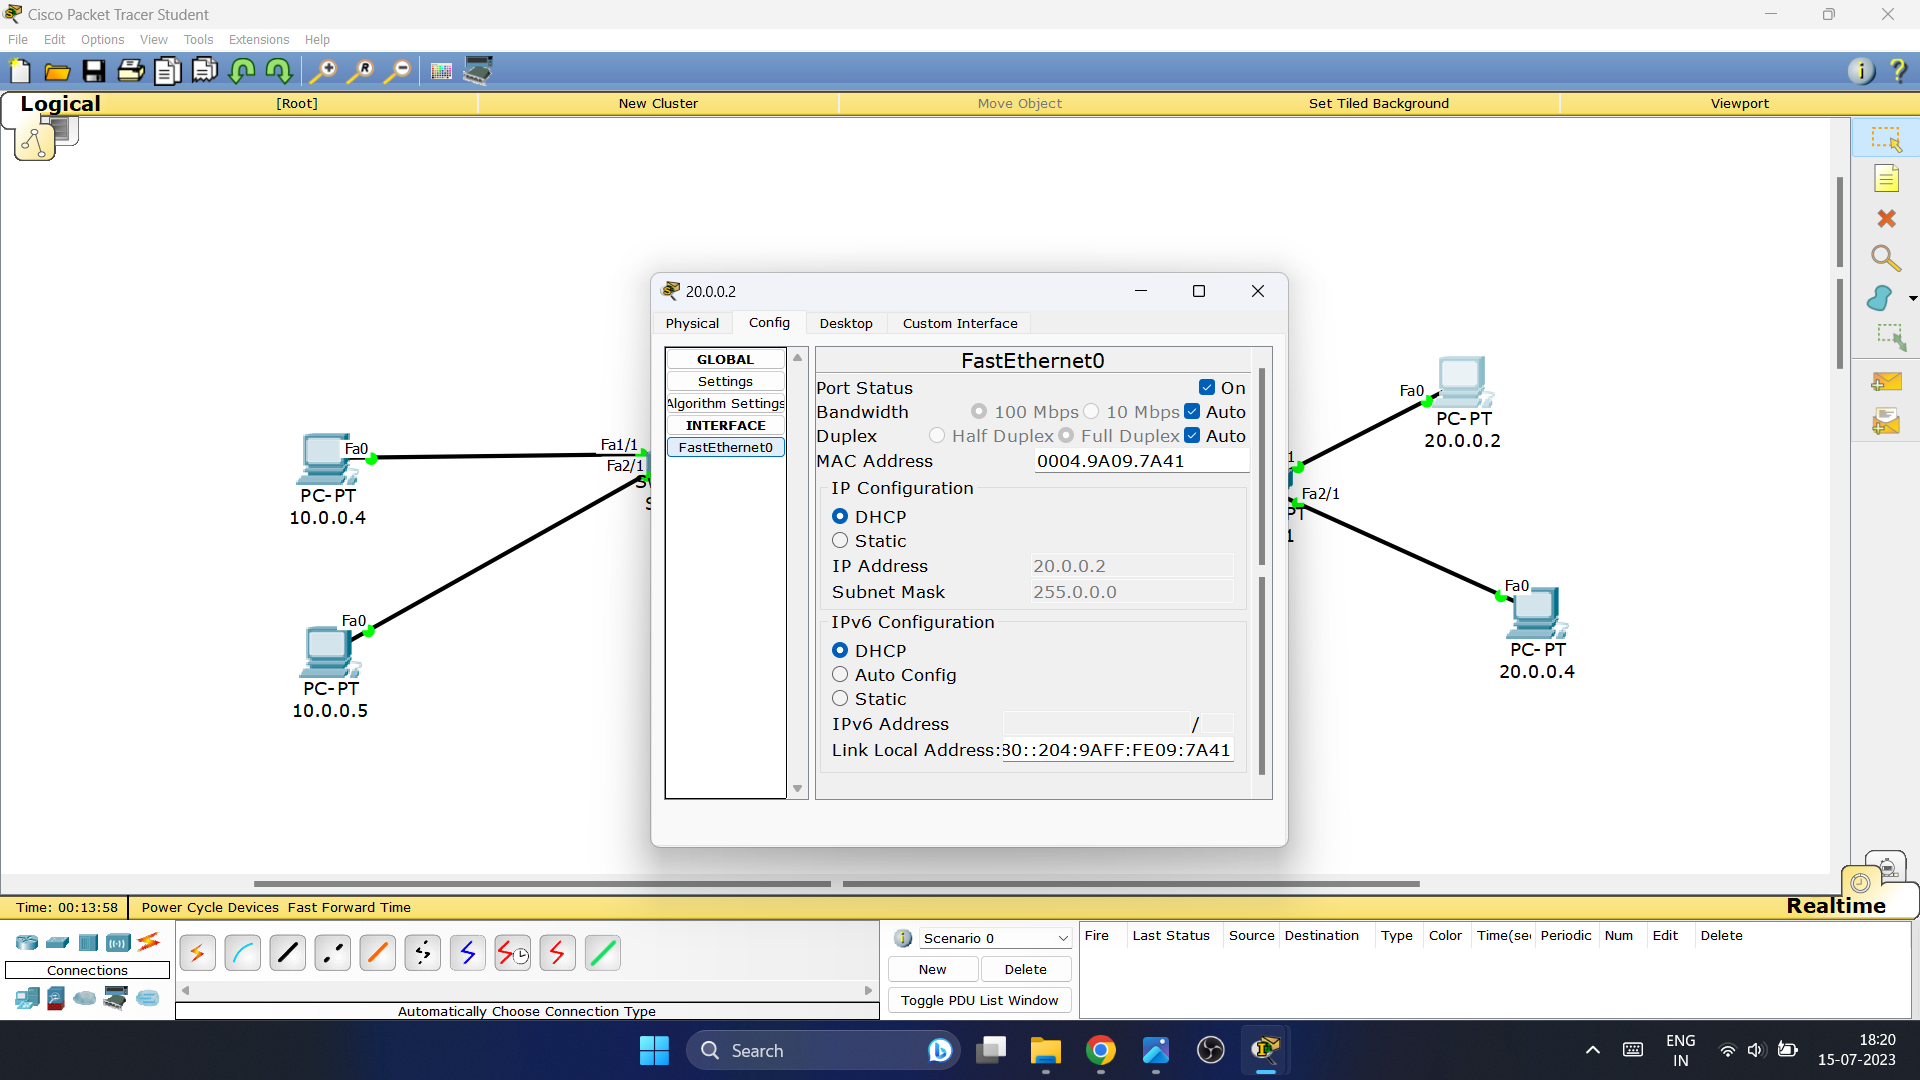 Cisco Packet Tracer Student
File Edit Options View Tools Extensions Help
Logical [Root] New Cluster Move Object Set Tiled Background Viewport
20.0.0.2
Physical Config Desktop Custom Interface
GLOBAL
Settings
Algorithm Settings
INTERFACE
FastEthernet0
FastEthernet0
Port Status On
Bandwidth 100 Mbps 10 Mbps Auto
Duplex Half Duplex Full Duplex Auto
MAC Address 0004.9A09.7A41
IP Configuration
DHCP
Static
IP Address 20.0.0.2
Subnet Mask 255.0.0.0
IPv6 Configuration
DHCP
Auto Config
Static
IPv6 Address /
Link Local Address: 80::204:9AFF:FE09:7A41
Fa0
PC-PT
10.0.0.4
Fa1/1
Fa2/1
Fa0
PC-PT
10.0.0.5
Fa0
PC-PT
20.0.0.2
1
Fa2/1
PT
1
Fa0
PC-PT
20.0.0.4
Time: 00:13:58 Power Cycle Devices Fast Forward Time Realtime
Connections
Automatically Choose Connection Type
Scenario 0
New Delete
Toggle PDU List Window
Fire Last Status Source Destination Type Color Time(sec Periodic Num Edit Delete
Search
ENG
IN
18:20
15-07-2023